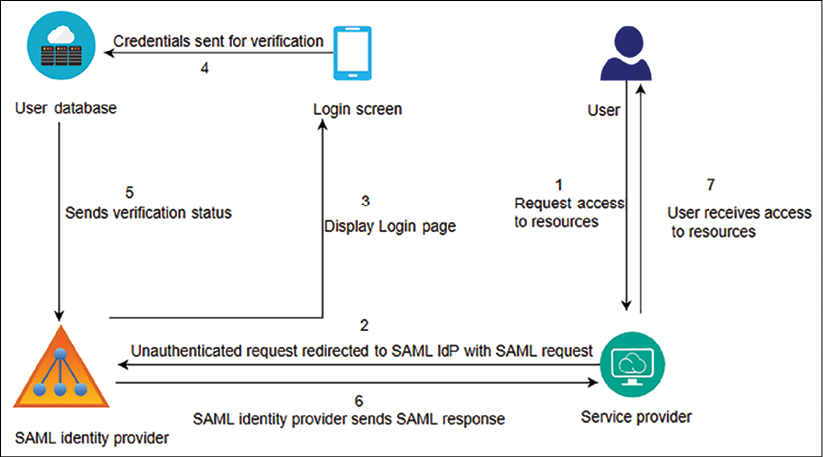 Credentials sent for verification
4
User database
Login screen
User
5
Sends verification status
3
Display Login page
1
Request access
to resources
7
User receives access
to resources
2
Unauthenticated request redirected to SAML IdP with SAML request
6
SAML identity provider sends SAML response
SAML identity provider
Service provider